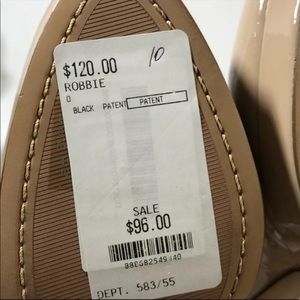 $120.00 10
ROBBIE
0
BLACK PATENT PATENT
SALE
$96.00
DEPT. 583/55